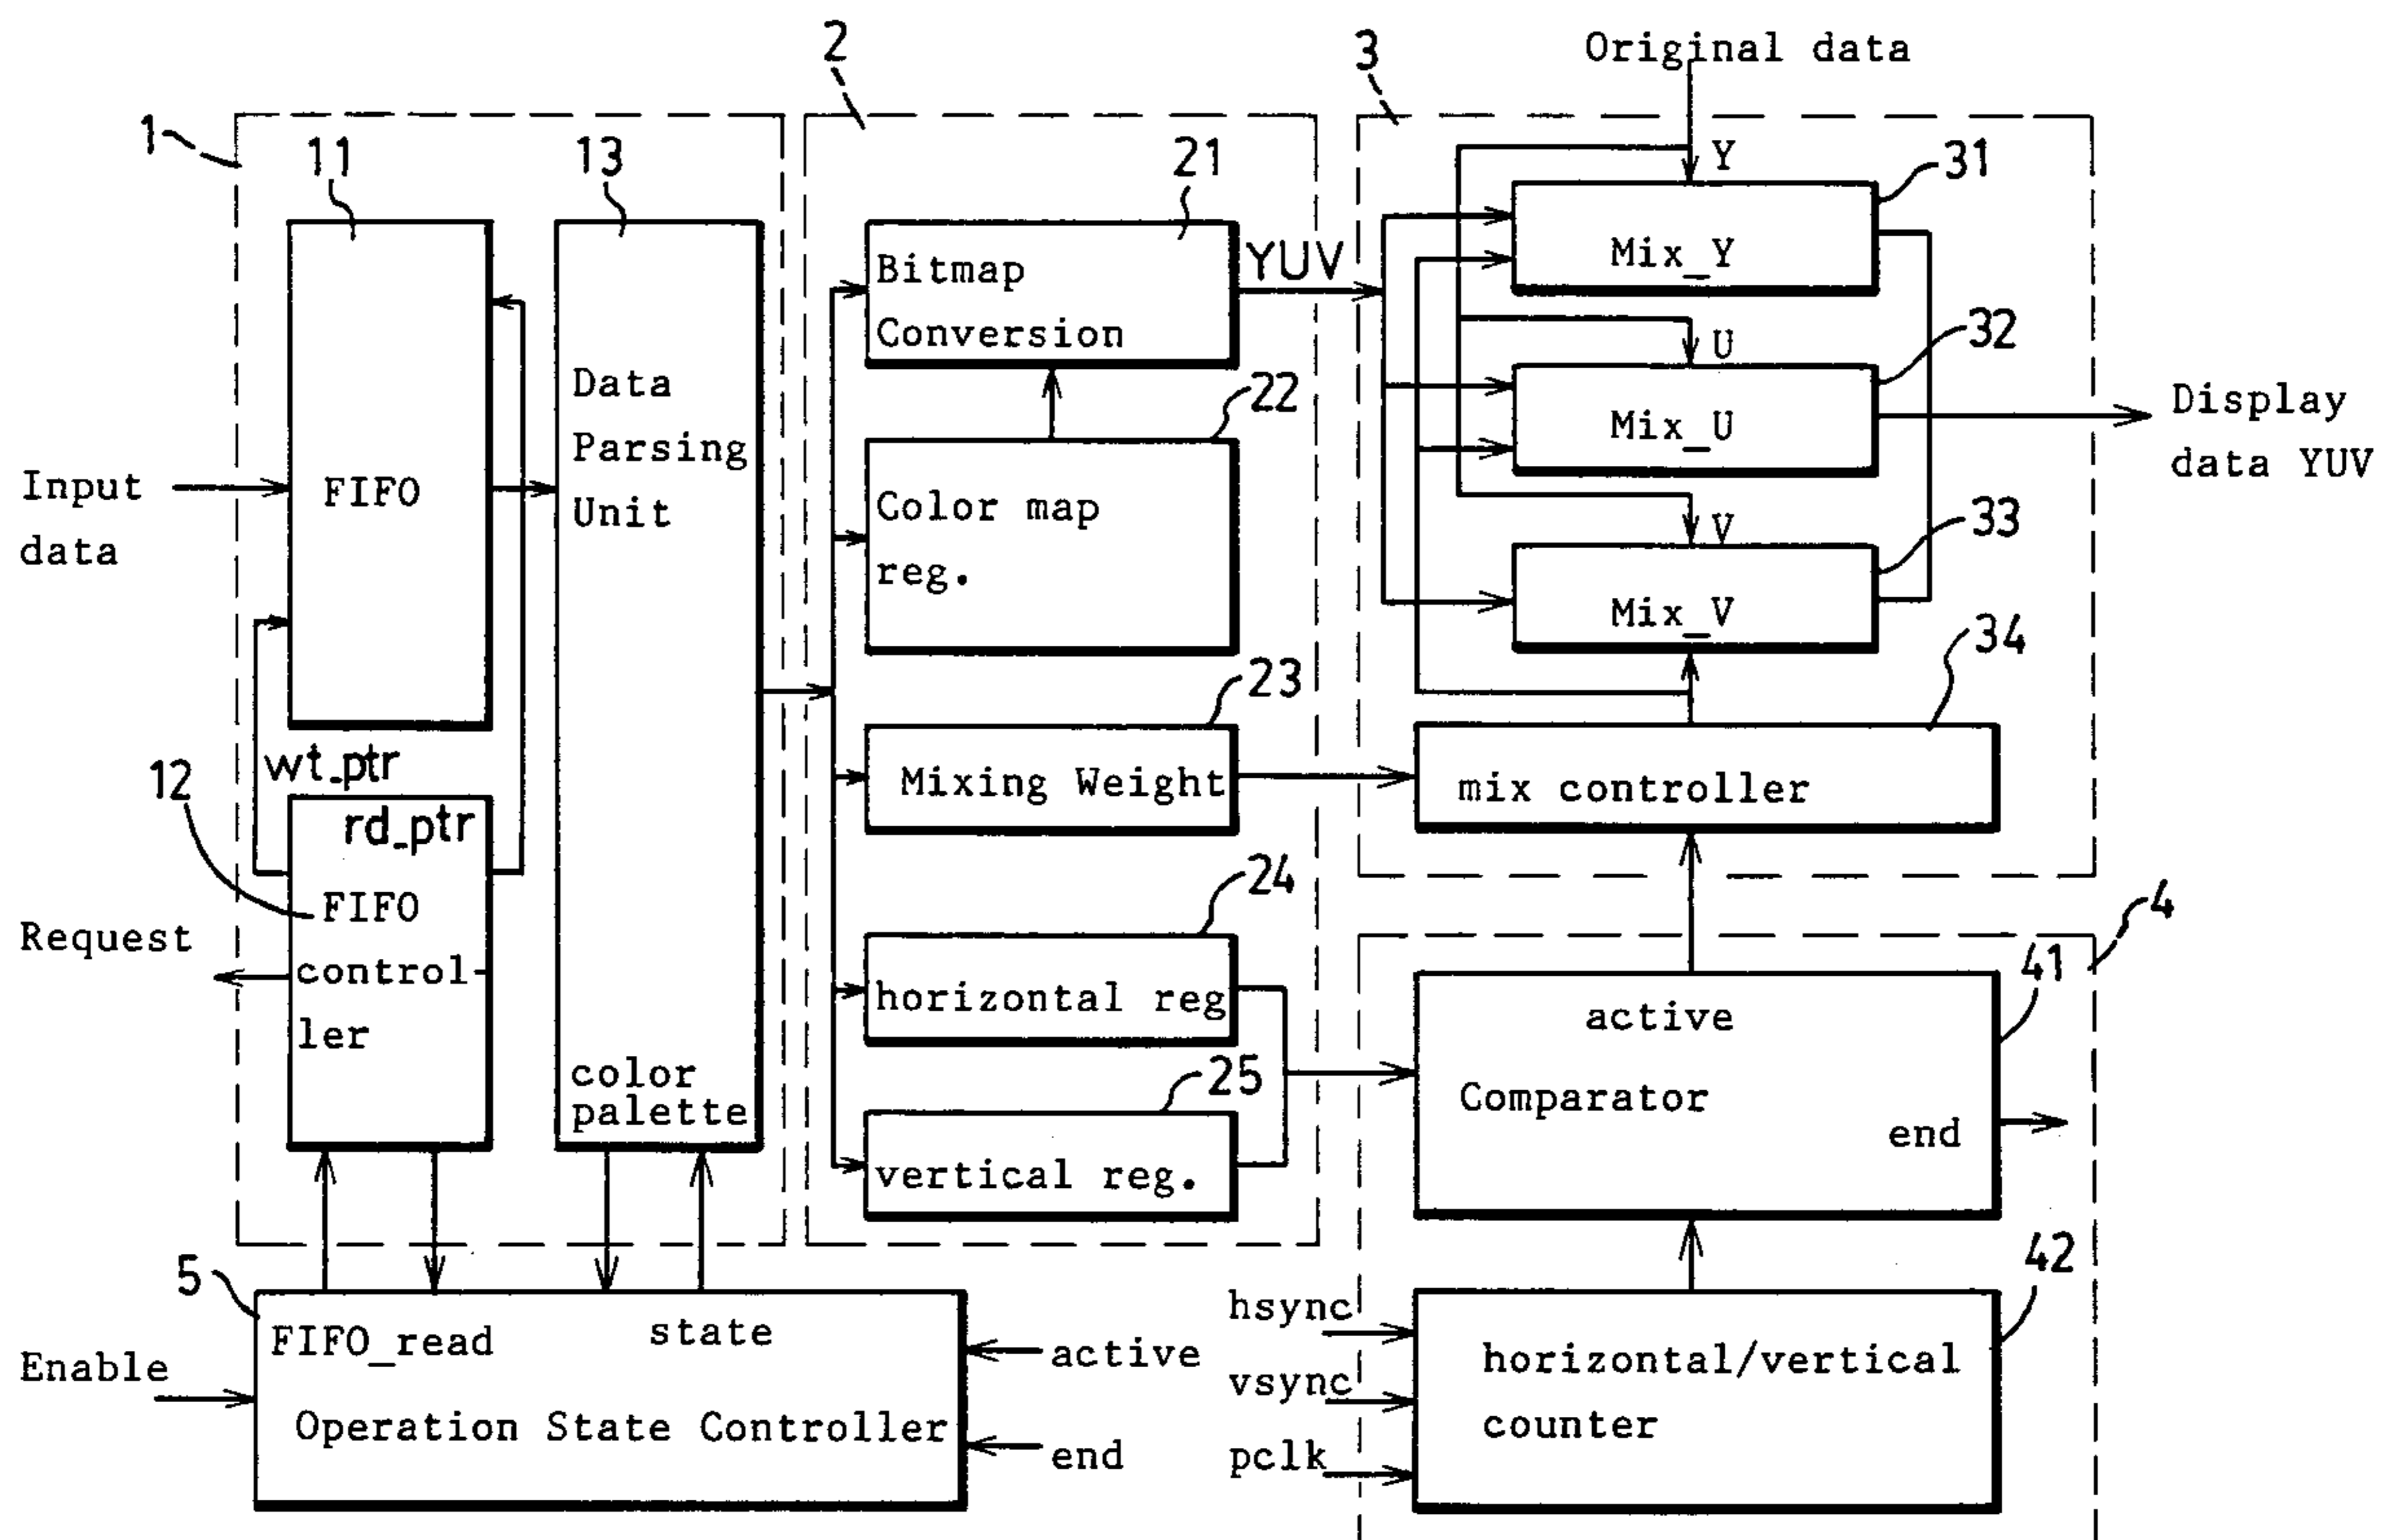 2
3
Original data
1
11
13
21
Y
31
FIFO
Data
Parsing
Unit
color
palette
Bitmap
Conversion
YUV
Mix_Y
32
U
22
Mix_U
Display
data YUV
Input
data
Color map
reg.
33
V
Mix_V
34
23
wt_ptr
12
rd_ptr
FIFO
control-
ler
Mixing Weight
mix controller
Request
24
horizontal reg
4
41
active
Comparator
end
25
vertical reg.
42
5
FIFO_read
state
Operation State Controller
Enable
active
end
hsync
vsync
pclk
horizontal/vertical
counter